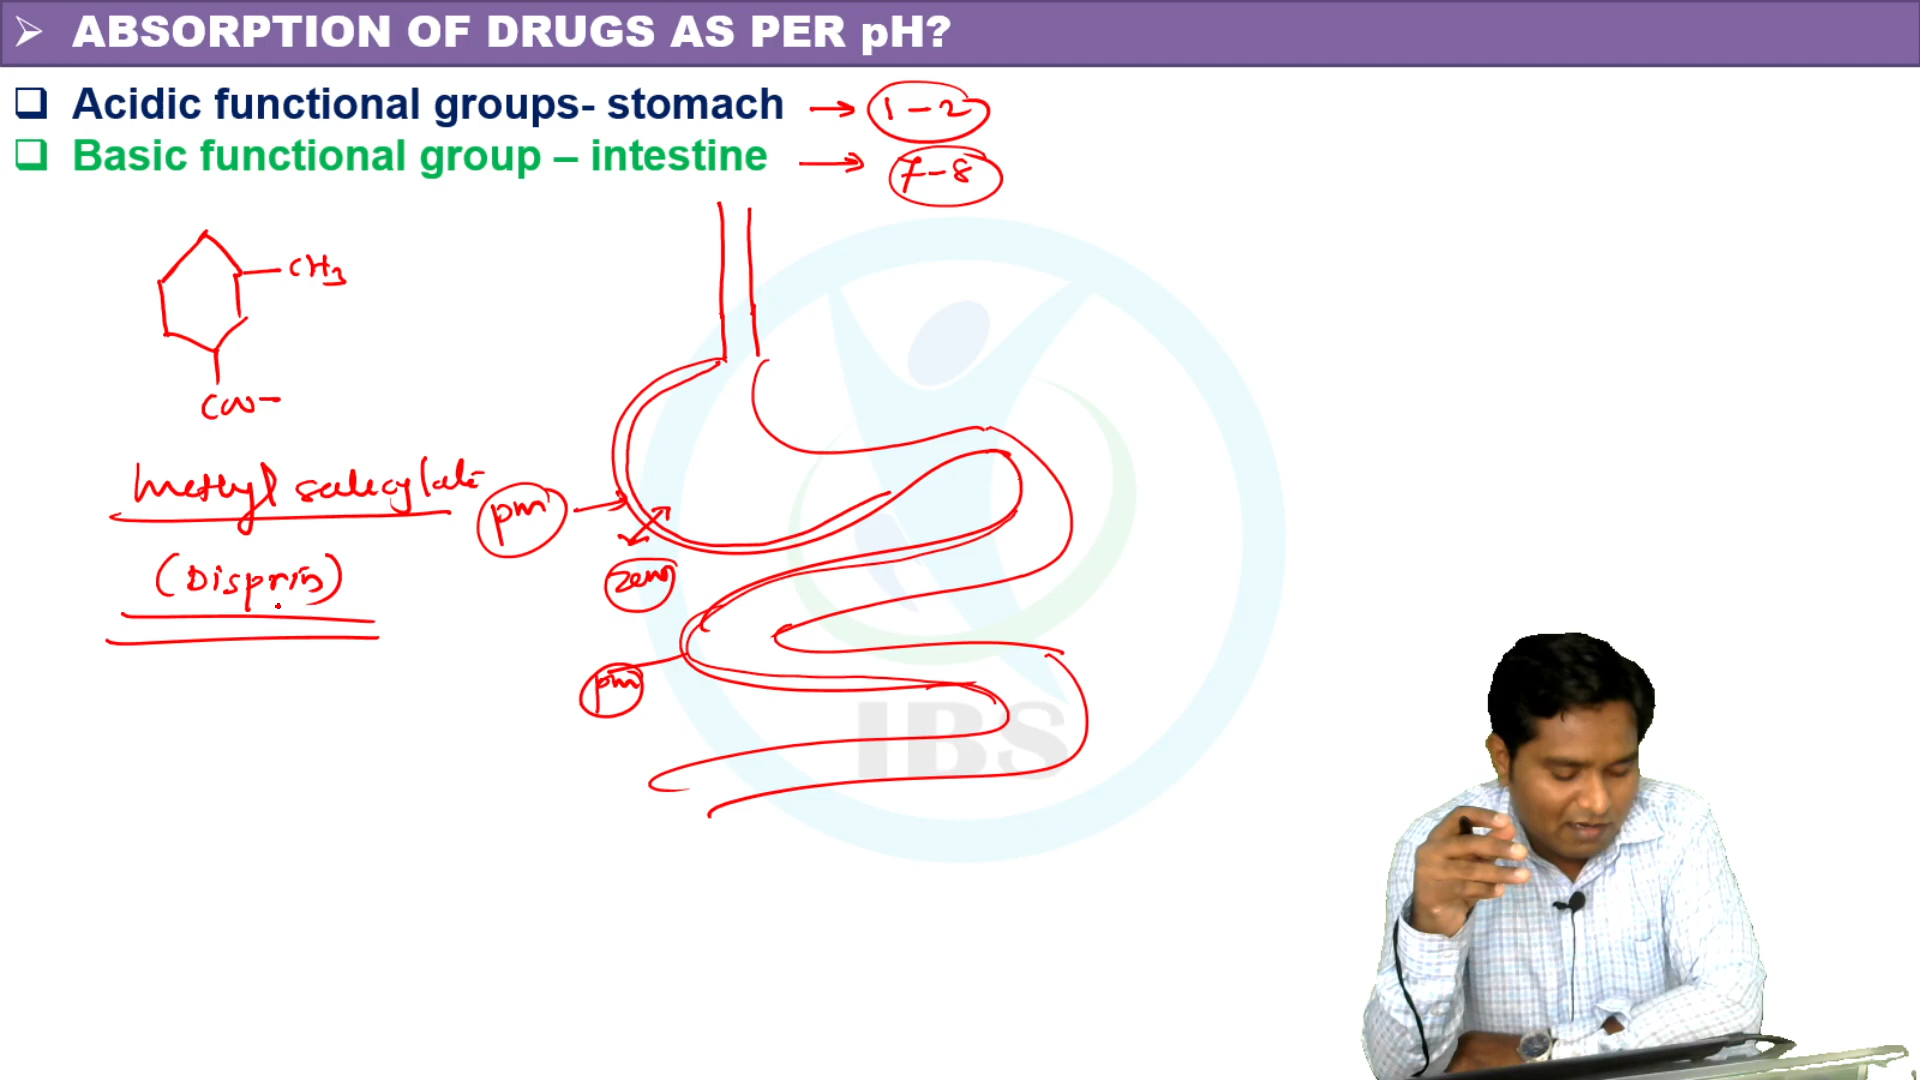 ABSORPTION OF DRUGS AS PER pH?
Acidic functional groups- stomach → 1-2
Basic functional group – intestine → 7-8
CH3
COO-
Methyl salicylate
(Disprin)
pm
zero
pm
IBS